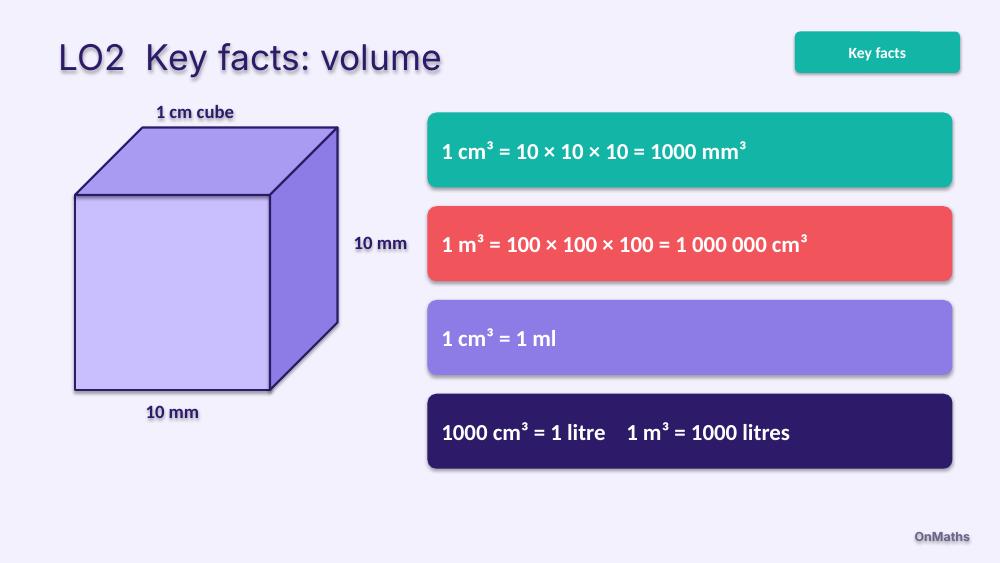 LO2  Key facts: volume
Key facts
1 cm cube
10 mm
10 mm
1 cm³ = 10 × 10 × 10 = 1000 mm³
1 m³ = 100 × 100 × 100 = 1 000 000 cm³
1 cm³ = 1 ml
1000 cm³ = 1 litre    1 m³ = 1000 litres
OnMaths